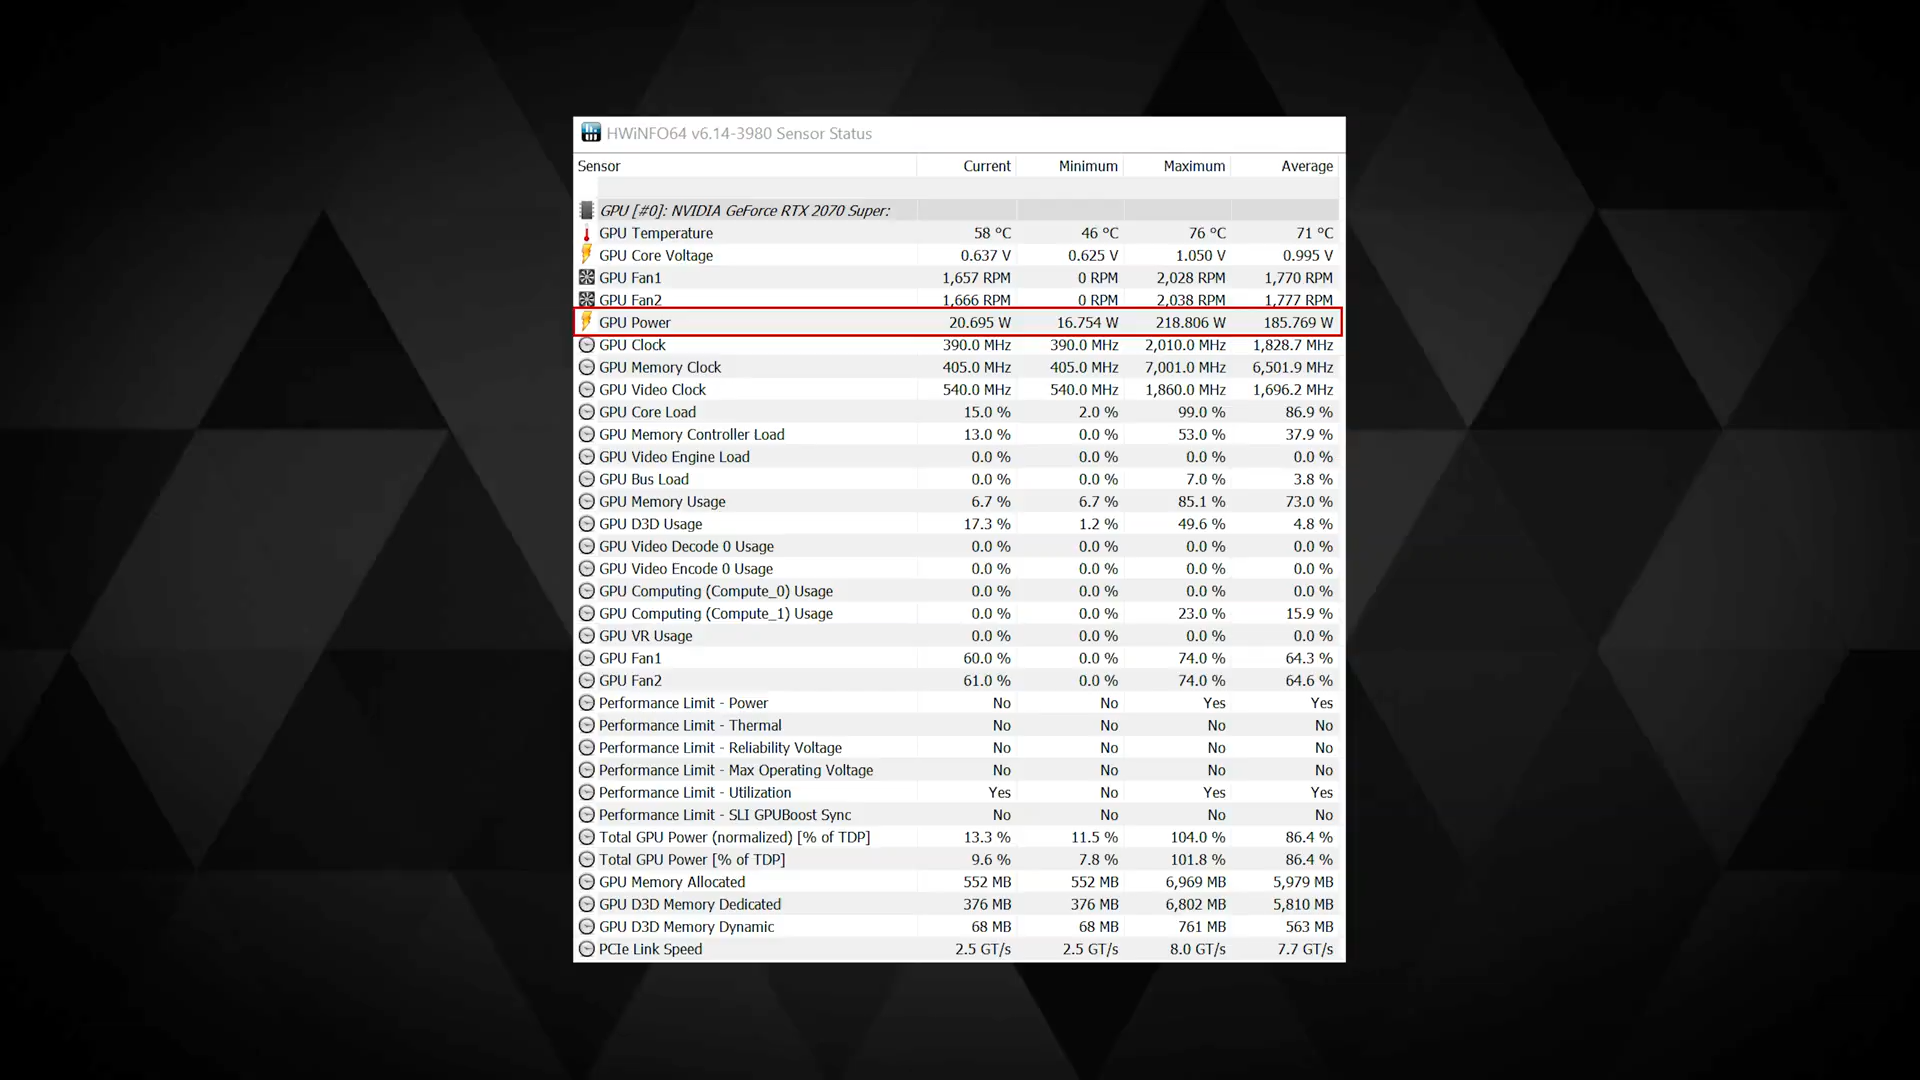 HWiNFO64 v6.14-3980 Sensor Status
Sensor Current Minimum Maximum Average
GPU [#0]: NVIDIA GeForce RTX 2070 Super:
GPU Temperature 58 °C 46 °C 76 °C 71 °C
GPU Core Voltage 0.637 V 0.625 V 1.050 V 0.995 V
GPU Fan1 1,657 RPM 0 RPM 2,028 RPM 1,770 RPM
GPU Fan2 1,666 RPM 0 RPM 2,038 RPM 1,777 RPM
GPU Power 20.695 W 16.754 W 218.806 W 185.769 W
GPU Clock 390.0 MHz 390.0 MHz 2,010.0 MHz 1,828.7 MHz
GPU Memory Clock 405.0 MHz 405.0 MHz 7,001.0 MHz 6,501.9 MHz
GPU Video Clock 540.0 MHz 540.0 MHz 1,860.0 MHz 1,696.2 MHz
GPU Core Load 15.0 % 2.0 % 99.0 % 86.9 %
GPU Memory Controller Load 13.0 % 0.0 % 53.0 % 37.9 %
GPU Video Engine Load 0.0 % 0.0 % 0.0 % 0.0 %
GPU Bus Load 0.0 % 0.0 % 7.0 % 3.8 %
GPU Memory Usage 6.7 % 6.7 % 85.1 % 73.0 %
GPU D3D Usage 17.3 % 1.2 % 49.6 % 4.8 %
GPU Video Decode 0 Usage 0.0 % 0.0 % 0.0 % 0.0 %
GPU Video Encode 0 Usage 0.0 % 0.0 % 0.0 % 0.0 %
GPU Computing (Compute_0) Usage 0.0 % 0.0 % 0.0 % 0.0 %
GPU Computing (Compute_1) Usage 0.0 % 0.0 % 23.0 % 15.9 %
GPU VR Usage 0.0 % 0.0 % 0.0 % 0.0 %
GPU Fan1 60.0 % 0.0 % 74.0 % 64.3 %
GPU Fan2 61.0 % 0.0 % 74.0 % 64.6 %
Performance Limit - Power No No Yes Yes
Performance Limit - Thermal No No No No
Performance Limit - Reliability Voltage No No No No
Performance Limit - Max Operating Voltage No No No No
Performance Limit - Utilization Yes No Yes Yes
Performance Limit - SLI GPUBoost Sync No No No No
Total GPU Power (normalized) [% of TDP] 13.3 % 11.5 % 104.0 % 86.4 %
Total GPU Power [% of TDP] 9.6 % 7.8 % 101.8 % 86.4 %
GPU Memory Allocated 552 MB 552 MB 6,969 MB 5,979 MB
GPU D3D Memory Dedicated 376 MB 376 MB 6,802 MB 5,810 MB
GPU D3D Memory Dynamic 68 MB 68 MB 761 MB 563 MB
PCIe Link Speed 2.5 GT/s 2.5 GT/s 8.0 GT/s 7.7 GT/s